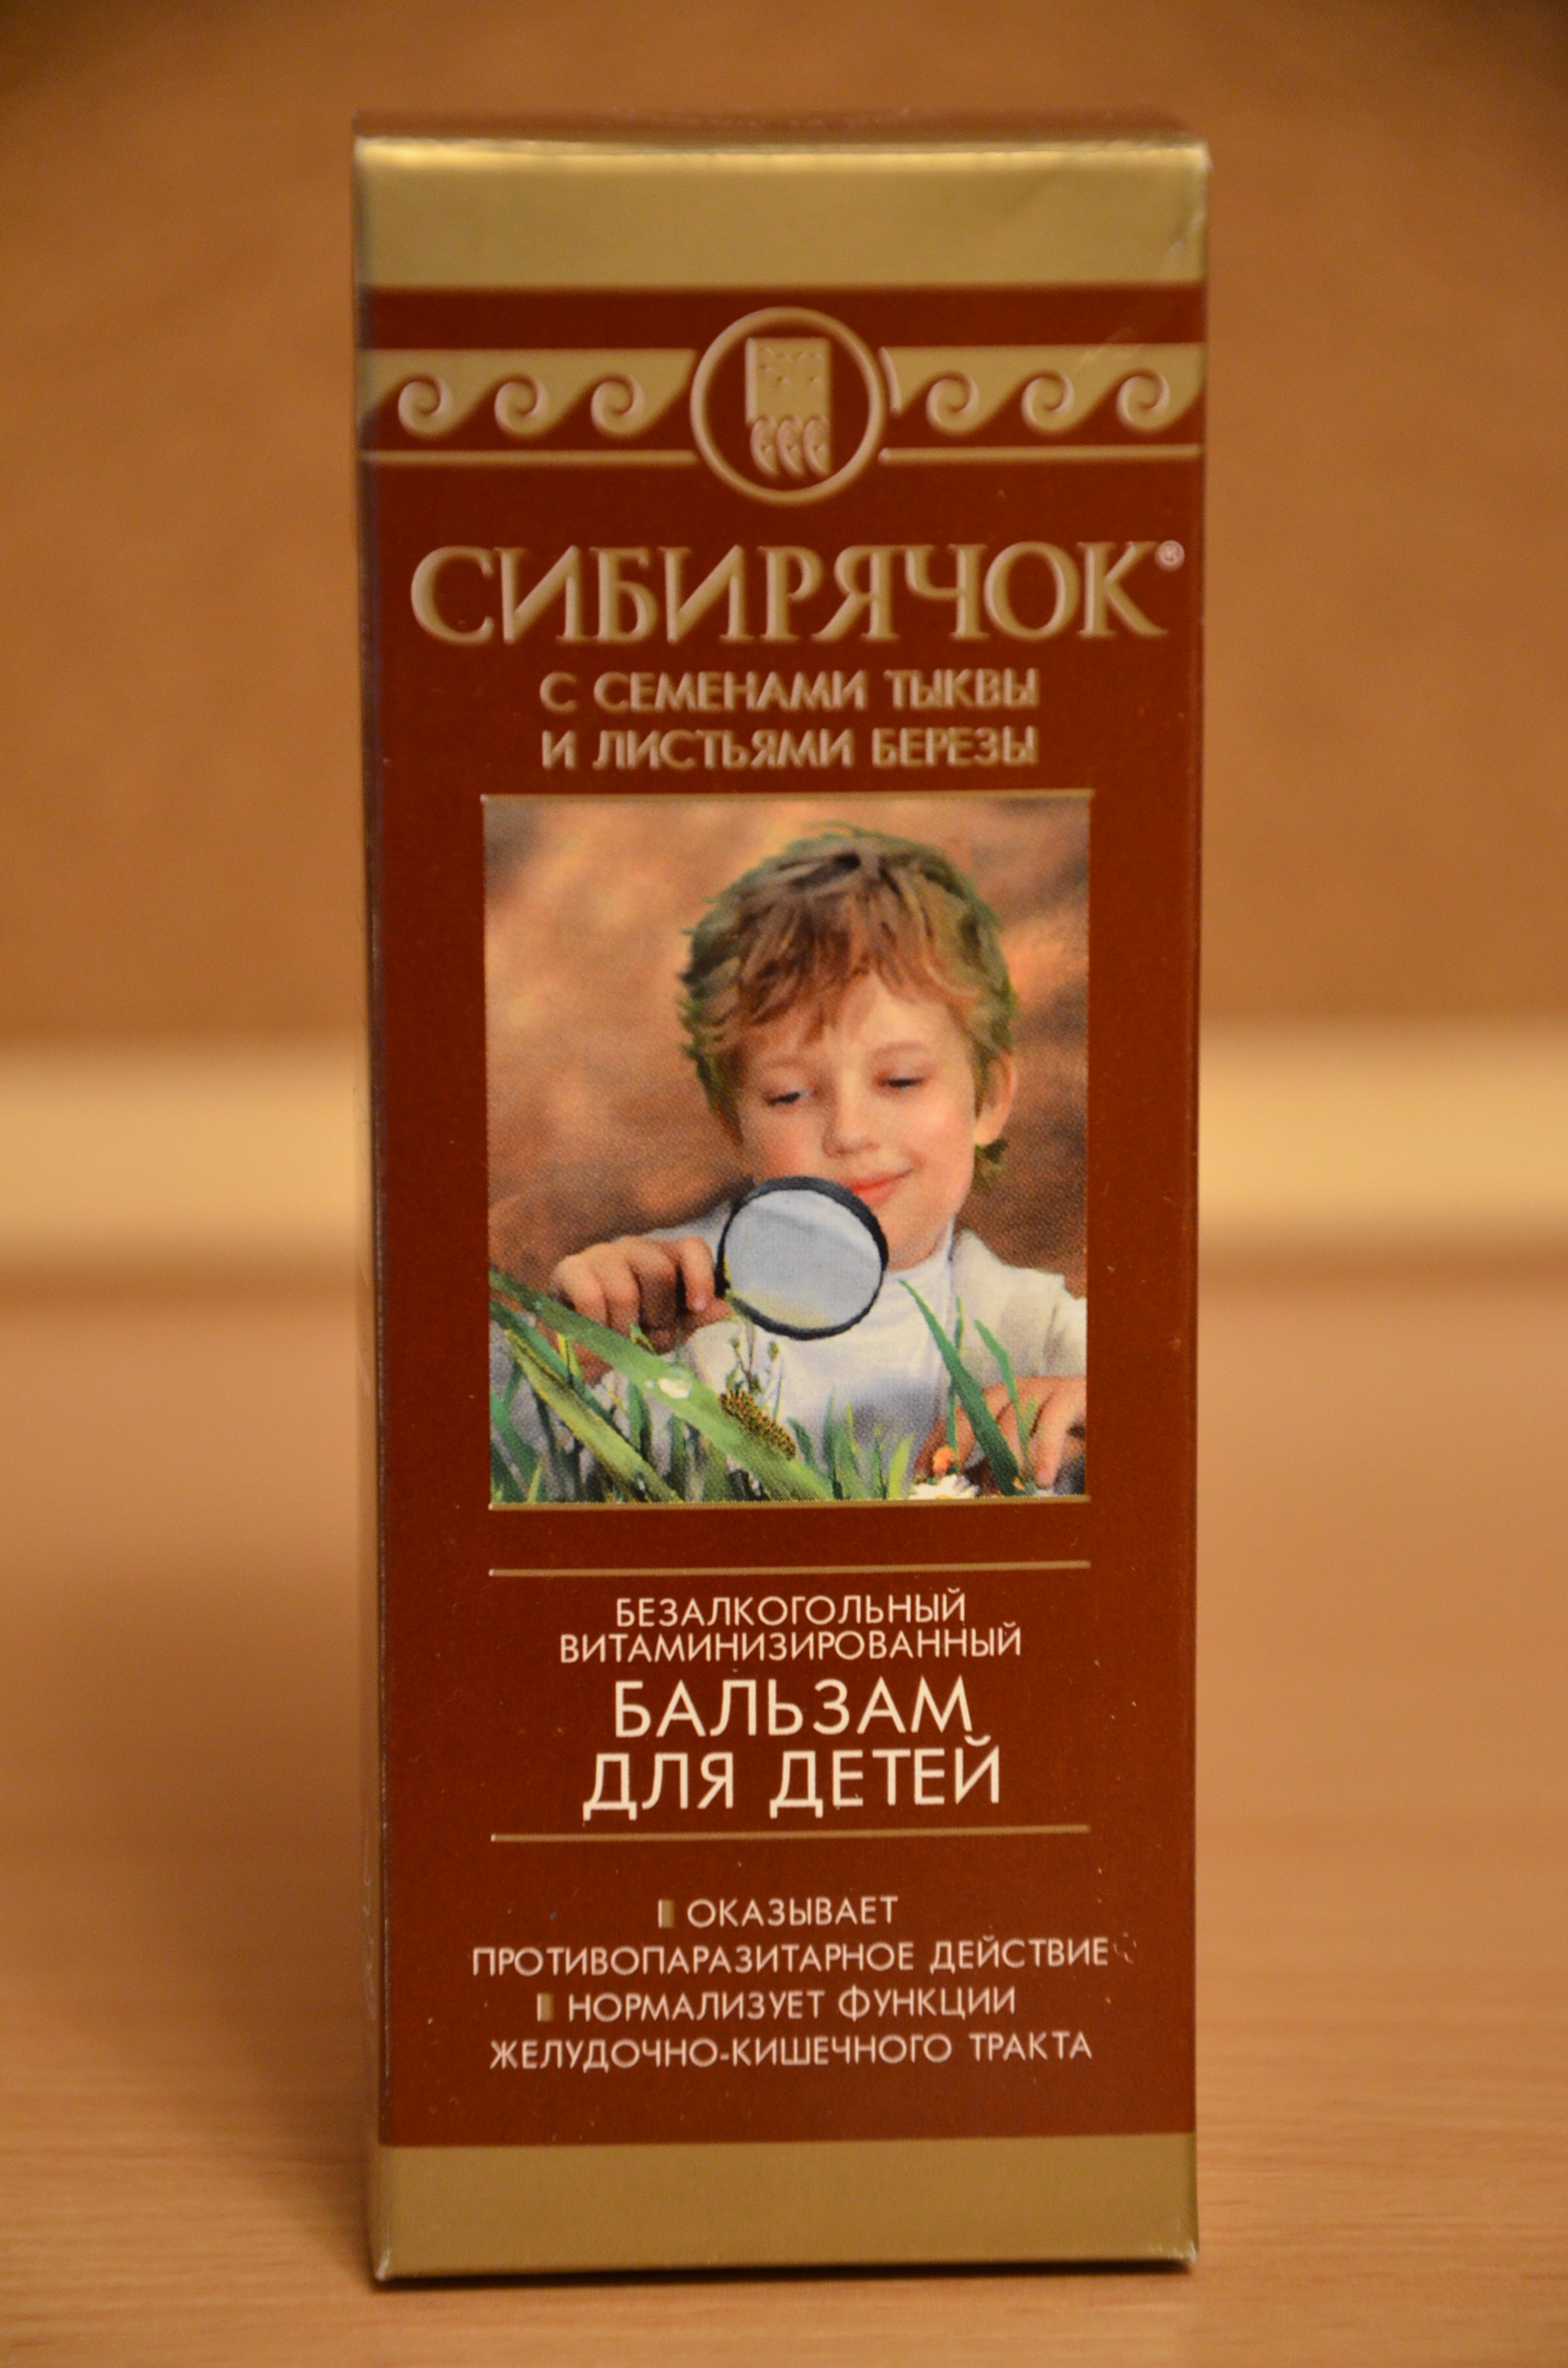 СИБИРЯЧОК®
С СЕМЕНАМИ ТЫКВЫ
И ЛИСТЬЯМИ БЕРЕЗЫ
БЕЗАЛКОГОЛЬНЫЙ
ВИТАМИНИЗИРОВАННЫЙ
БАЛЬЗАМ
ДЛЯ ДЕТЕЙ
ОКАЗЫВАЕТ
ПРОТИВОПАРАЗИТАРНОЕ ДЕЙСТВИЕ
НОРМАЛИЗУЕТ ФУНКЦИИ
ЖЕЛУДОЧНО-КИШЕЧНОГО ТРАКТА